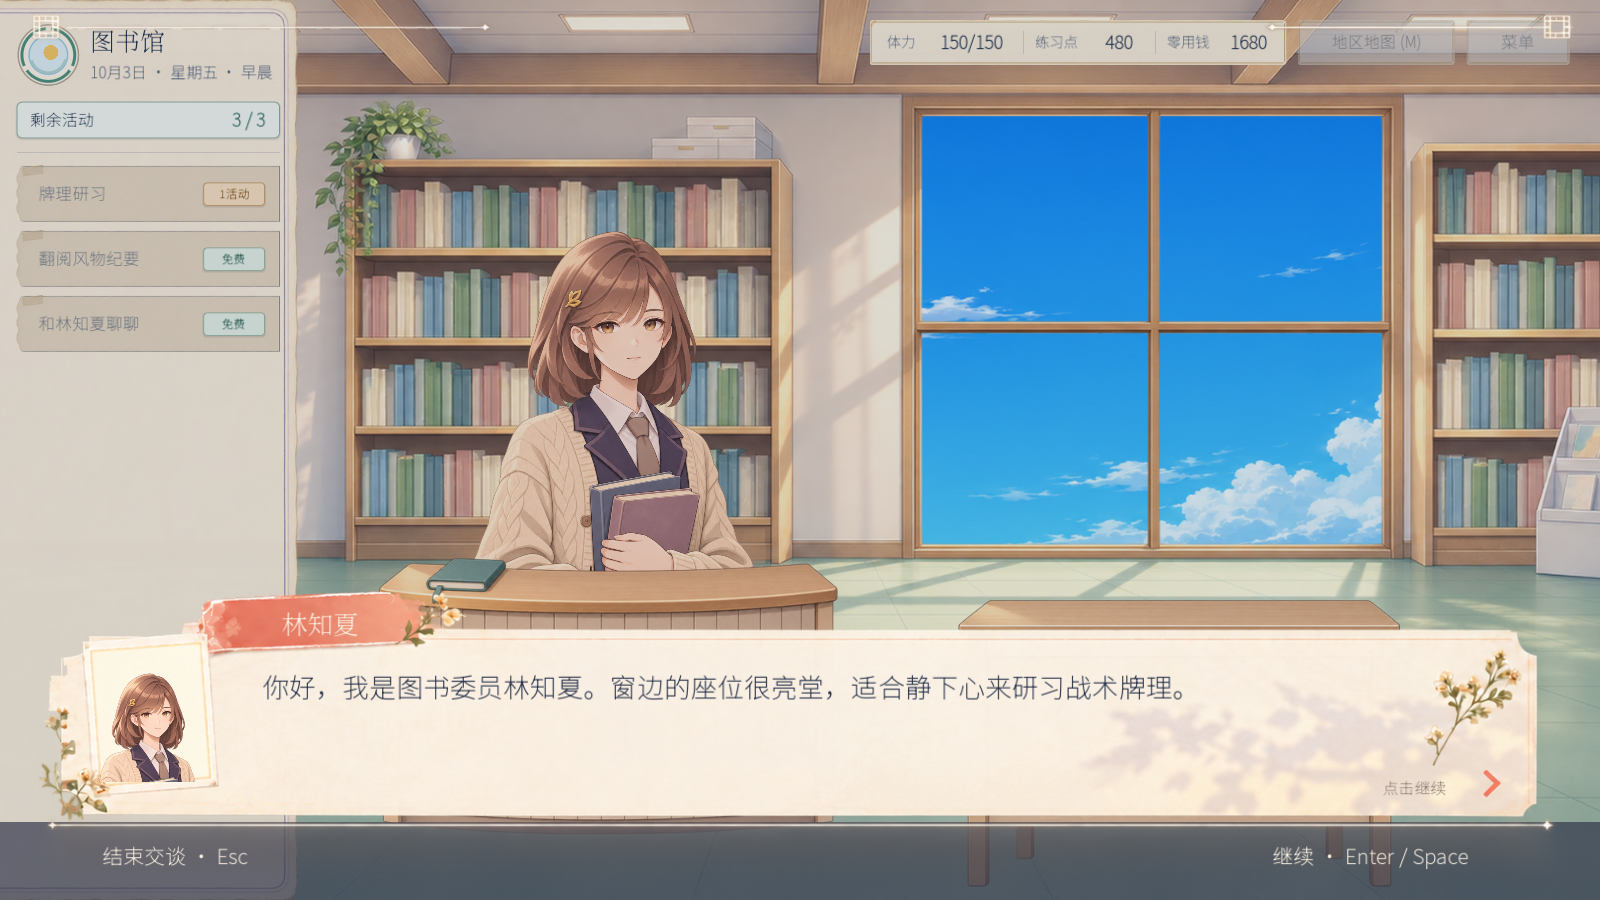 图书馆
10月3日 · 星期五 · 早晨
体力 150/150 练习点 480 零用钱 1680
地区地图 (M)
菜单
剩余活动 3/3
牌理研习 1活动
翻阅风物纪要 免费
和林知夏聊聊 免费
林知夏
你好，我是图书委员林知夏。窗边的座位很亮堂，适合静下心来研习战术牌理。
点击继续
结束交谈 · Esc
继续 · Enter / Space